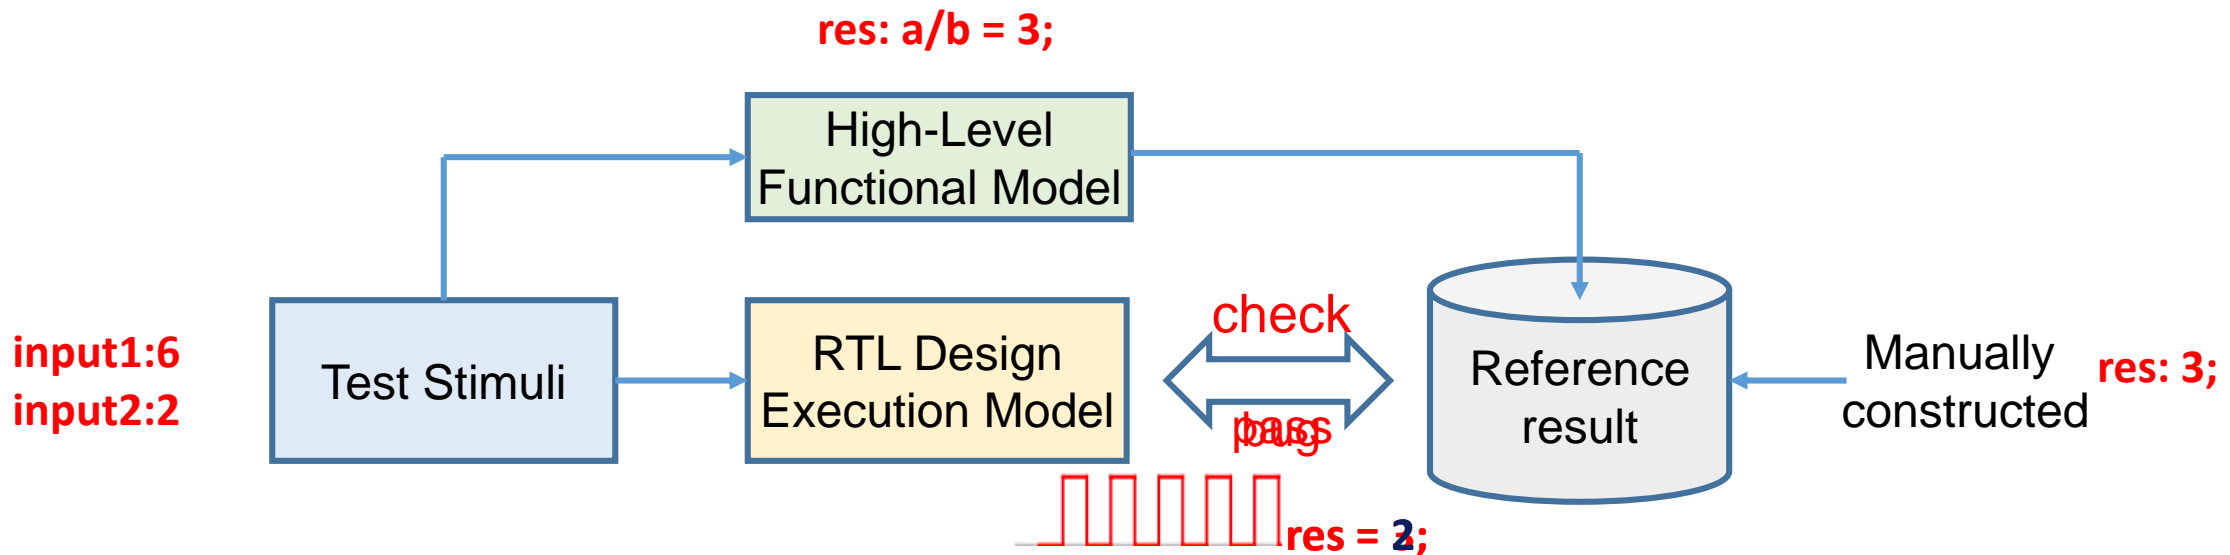 res: a/b = 3;
High-Level
Functional Model
input1:6
input2:2
Test Stimuli
RTL Design
Execution Model
check
Reference
result
Manually
constructed
res: 3;
res =